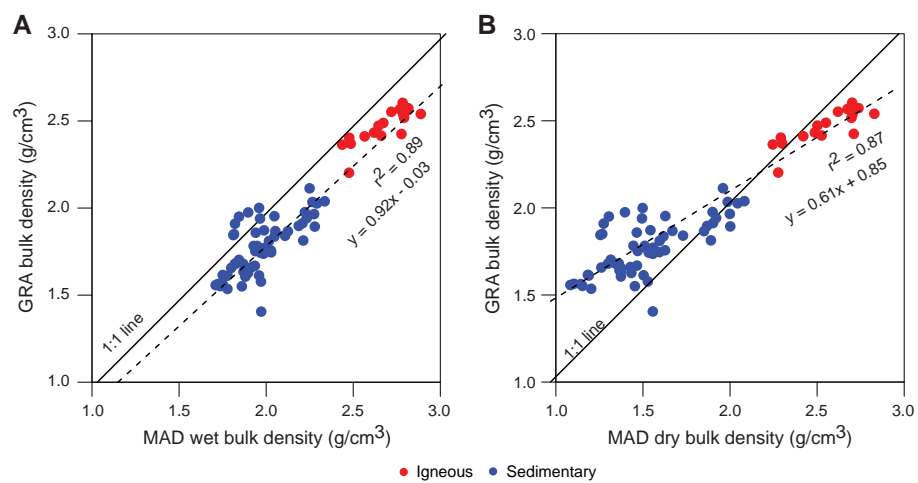 A
3.0
2.5
2.0
1.5
1.0
GRA bulk density (g/cm³)
r² = 0.89
y = 0.92x - 0.03
1:1 line
1.0
1.5
2.0
2.5
3.0
MAD wet bulk density (g/cm³)
B
3.0
2.5
2.0
1.5
1.0
GRA bulk density (g/cm³)
r² = 0.87
y = 0.61x + 0.85
1:1 line
1.0
1.5
2.0
2.5
3.0
MAD dry bulk density (g/cm³)
Igneous
Sedimentary